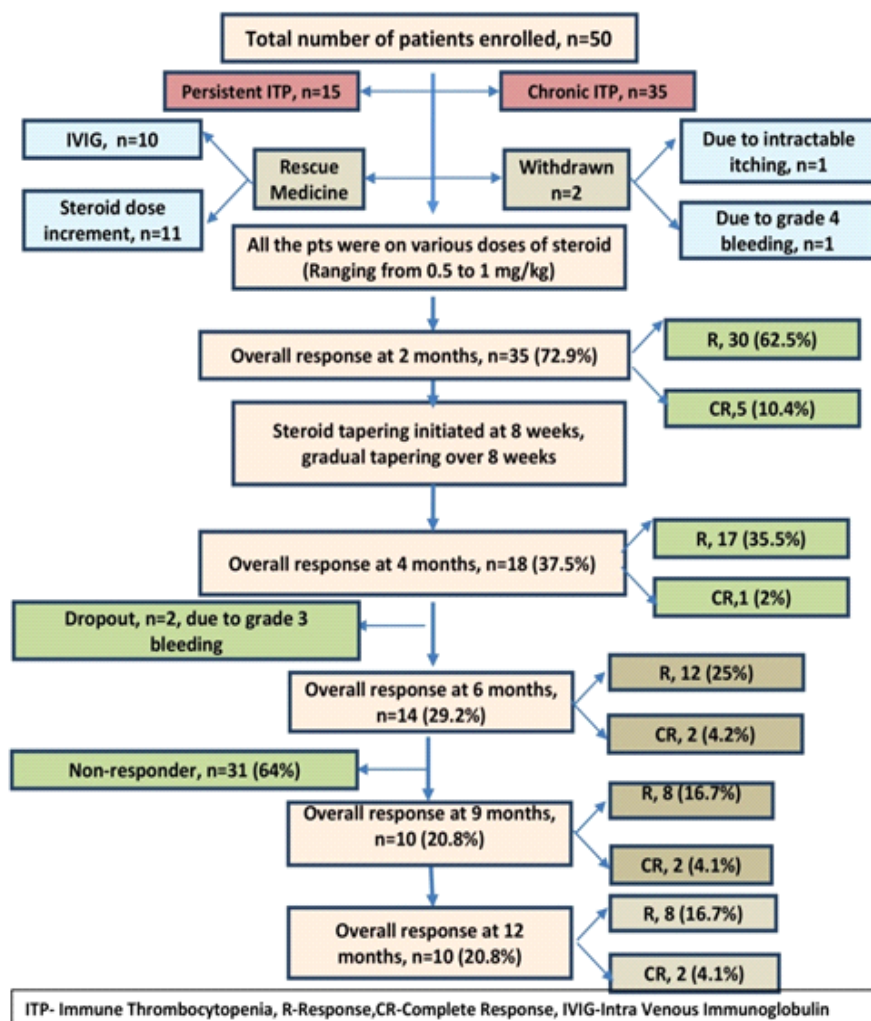 Total number of patients enrolled, n=50
Persistent ITP, n=15
Chronic ITP, n=35
IVIG, n=10
Rescue
Medicine
Withdrawn
n=2
Due to intractable
itching, n=1
Steroid dose
increment, n=11
Due to grade 4
bleeding, n=1
All the pts were on various doses of steroid
(Ranging from 0.5 to 1 mg/kg)
Overall response at 2 months, n=35 (72.9%)
R, 30 (62.5%)
CR,5 (10.4%)
Steroid tapering initiated at 8 weeks,
gradual tapering over 8 weeks
Overall response at 4 months, n=18 (37.5%)
R, 17 (35.5%)
CR,1 (2%)
Dropout, n=2, due to grade 3
bleeding
Overall response at 6 months,
n=14 (29.2%)
R, 12 (25%)
CR, 2 (4.2%)
Non-responder, n=31 (64%)
Overall response at 9 months,
n=10 (20.8%)
R, 8 (16.7%)
CR, 2 (4.1%)
Overall response at 12
months, n=10 (20.8%)
R, 8 (16.7%)
CR, 2 (4.1%)
ITP- Immune Thrombocytopenia, R-Response,CR-Complete Response, IVIG-Intra Venous Immunoglobulin